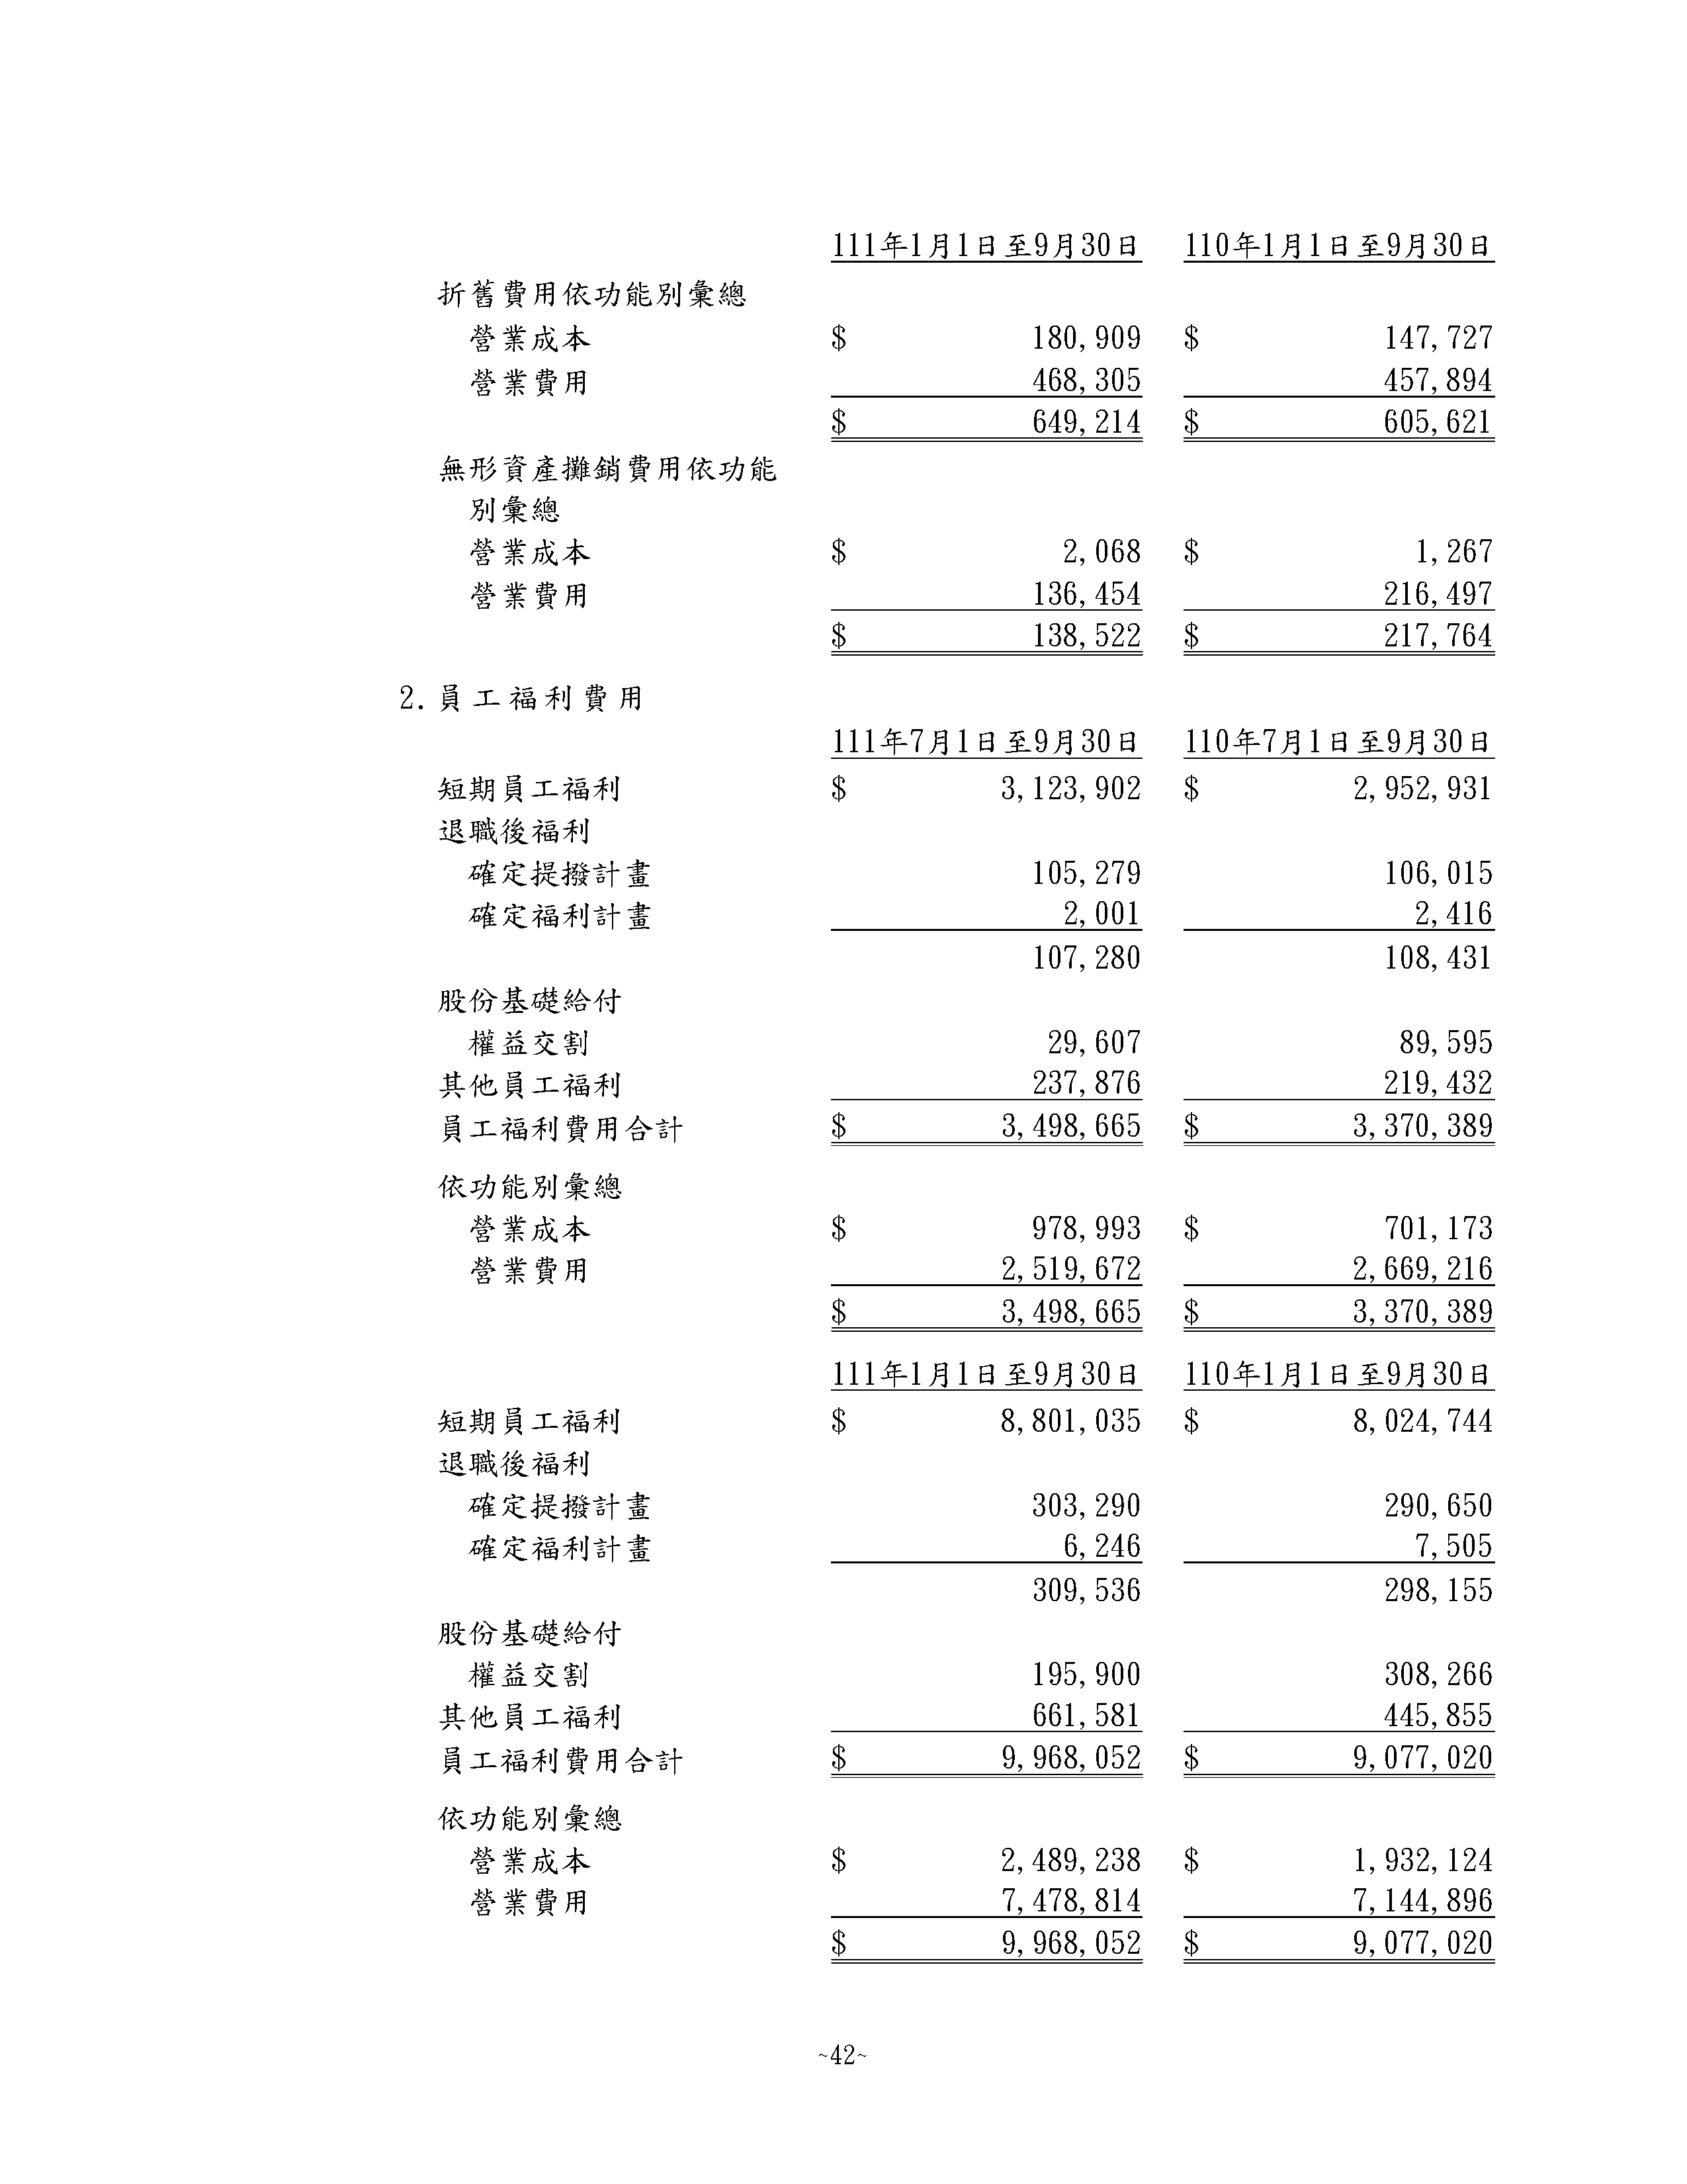 111年1月1日至9月30日 110年1月1日至9月30日
折舊費用依功能別彙總
營業成本 $ 180,909 $ 147,727
營業費用 468,305 457,894
$ 649,214 $ 605,621
無形資產攤銷費用依功能
別彙總
營業成本 $ 2,068 $ 1,267
營業費用 136,454 216,497
$ 138,522 $ 217,764
2.員工福利費用
111年7月1日至9月30日 110年7月1日至9月30日
短期員工福利 $ 3,123,902 $ 2,952,931
退職後福利
確定提撥計畫 105,279 106,015
確定福利計畫 2,001 2,416
107,280 108,431
股份基礎給付
權益交割 29,607 89,595
其他員工福利 237,876 219,432
員工福利費用合計 $ 3,498,665 $ 3,370,389
依功能別彙總
營業成本 $ 978,993 $ 701,173
營業費用 2,519,672 2,669,216
$ 3,498,665 $ 3,370,389
111年1月1日至9月30日 110年1月1日至9月30日
短期員工福利 $ 8,801,035 $ 8,024,744
退職後福利
確定提撥計畫 303,290 290,650
確定福利計畫 6,246 7,505
309,536 298,155
股份基礎給付
權益交割 195,900 308,266
其他員工福利 661,581 445,855
員工福利費用合計 $ 9,968,052 $ 9,077,020
依功能別彙總
營業成本 $ 2,489,238 $ 1,932,124
營業費用 7,478,814 7,144,896
$ 9,968,052 $ 9,077,020
~42~